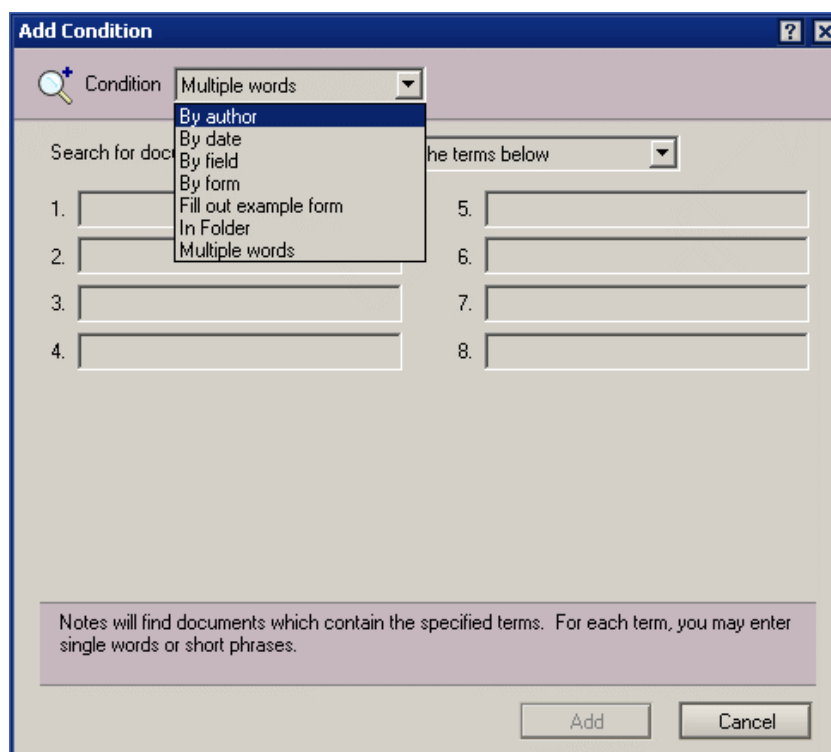 Add Condition
Condition Multiple words
By author
By date
By field
By form
Fill out example form
In Folder
Multiple words
Search for doc he terms below
1.
2.
3.
4.
5.
6.
7.
8.
Notes will find documents which contain the specified terms. For each term, you may enter
single words or short phrases.
Add Cancel